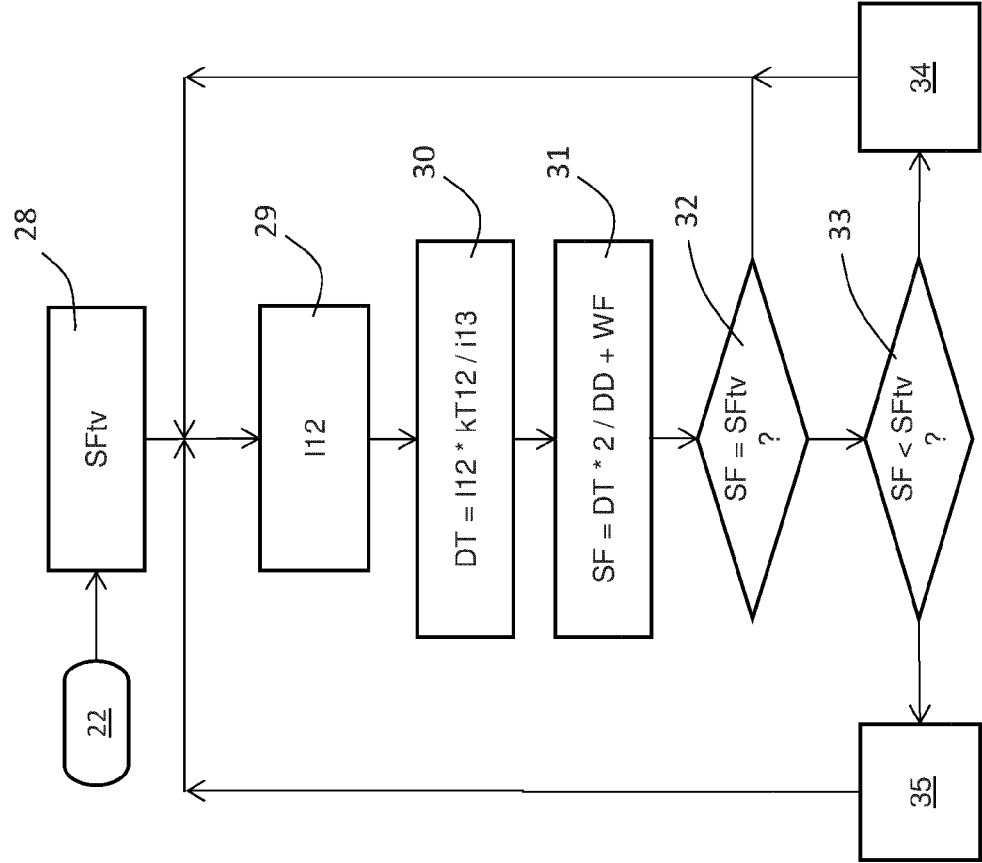 22
SFtv
28
I12
29
DT = I12 * kT12 / i13
30
SF = DT * 2 / DD + WF
31
SF = SFtv
?
32
SF < SFtv
?
33
34
35